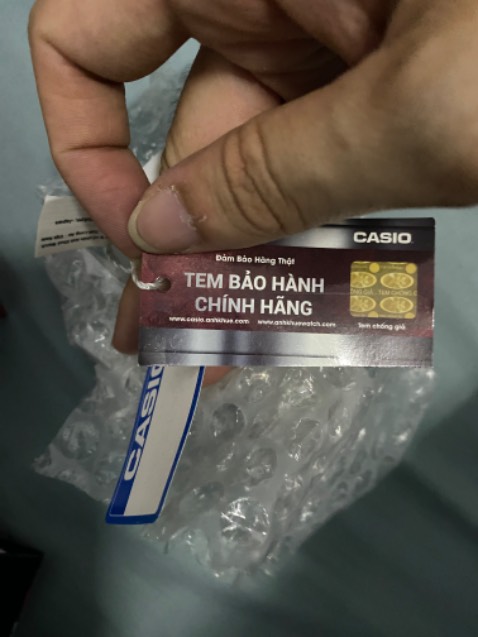 CASIO
Đảm Bảo Hàng Thật
TEM BẢO HÀNH
CHÍNH HÃNG
www.casio.anhkhue.com www.anhkhuewatch.com
Tem chống giả
CASIO